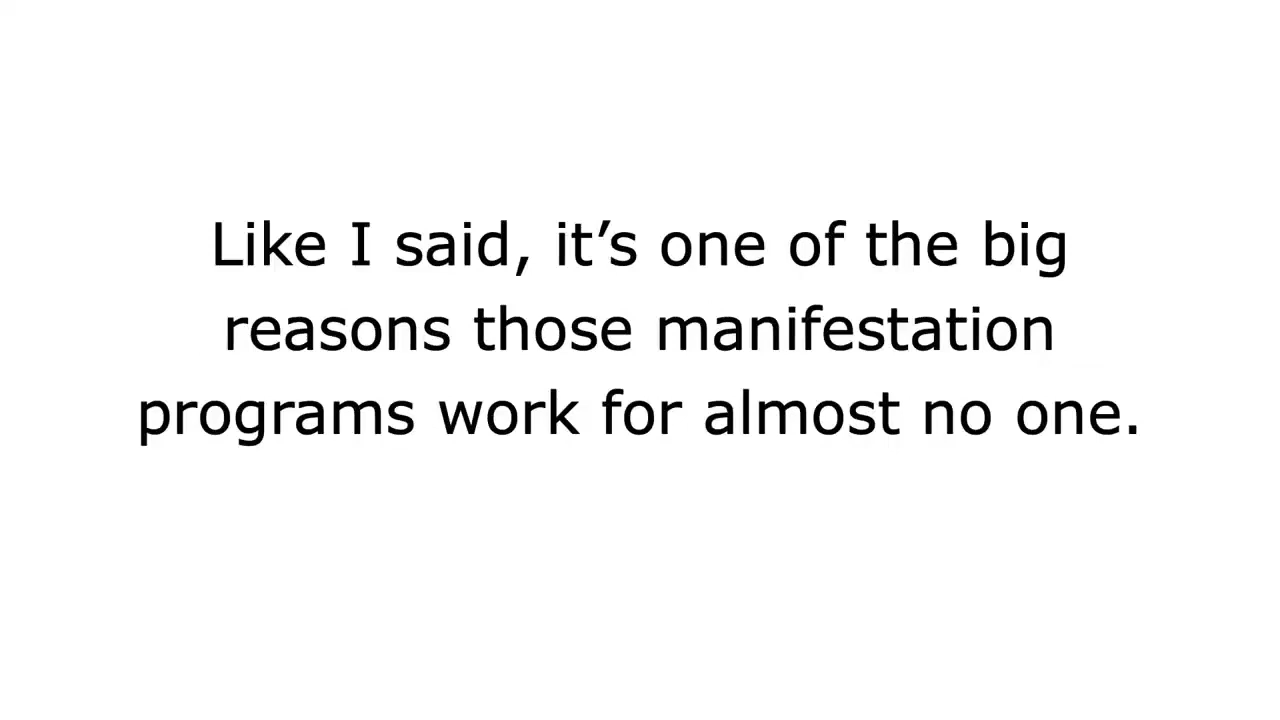 Like I said, it’s one of the big
reasons those manifestation
programs work for almost no one.